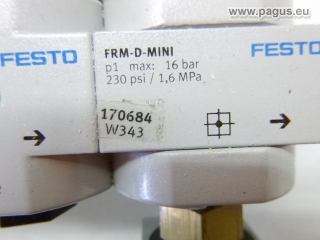 www.pagus.eu
FESTO
FRM-D-MINI
p1 max: 16 bar
230 psi / 1,6 MPa
FESTO
170684
W343